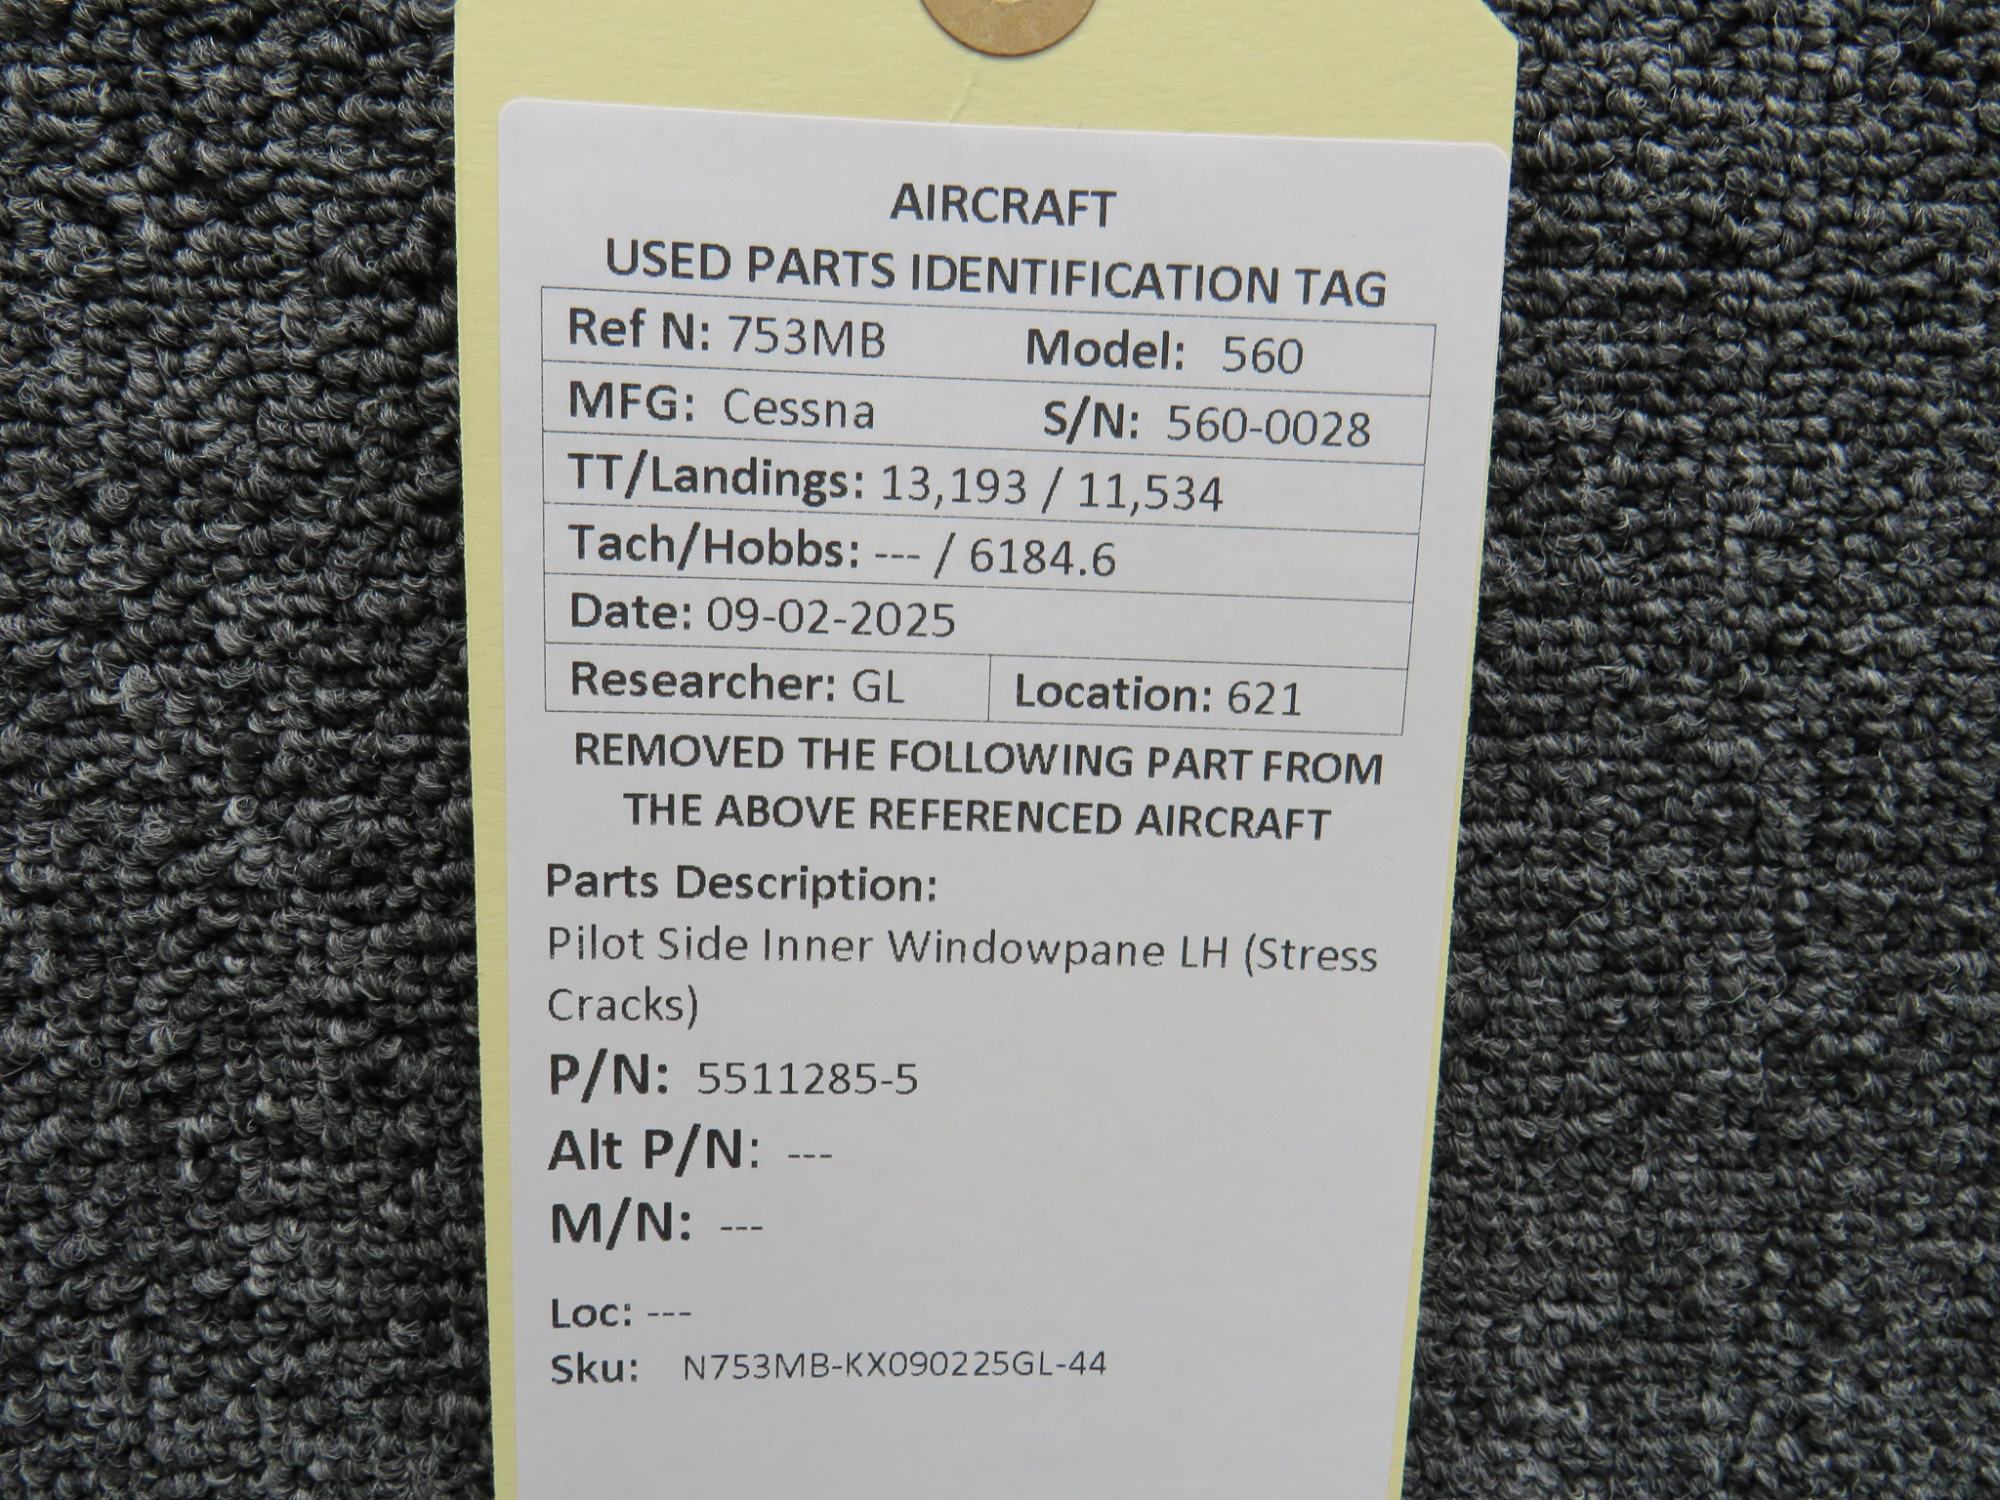 AIRCRAFT
USED PARTS IDENTIFICATION TAG
Ref N: 753MB Model: 560
MFG: Cessna S/N: 560-0028
TT/Landings: 13,193 / 11,534
Tach/Hobbs: --- / 6184.6
Date: 09-02-2025
Researcher: GL Location: 621
REMOVED THE FOLLOWING PART FROM
THE ABOVE REFERENCED AIRCRAFT
Parts Description:
Pilot Side Inner Windowpane LH (Stress
Cracks)
P/N: 5511285-5
Alt P/N: ---
M/N: ---
Loc: ---
Sku: N753MB-KX090225GL-44